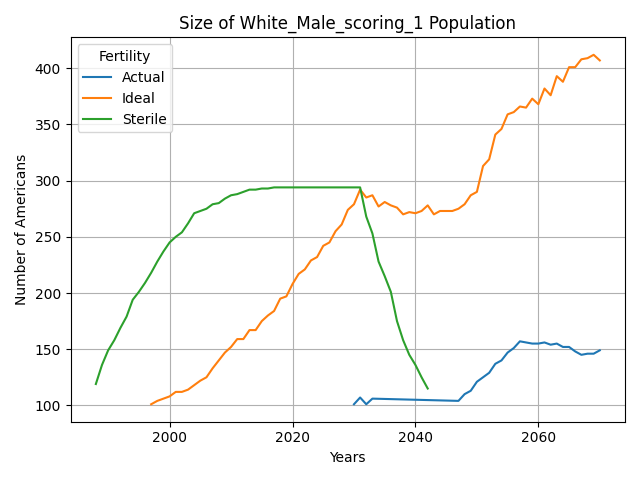 Size of White_Male_scoring_1 Population
Fertility
Actual
Ideal
Sterile
Number of Americans
400
350
300
250
200
150
100
2000
2020
2040
2060
Years